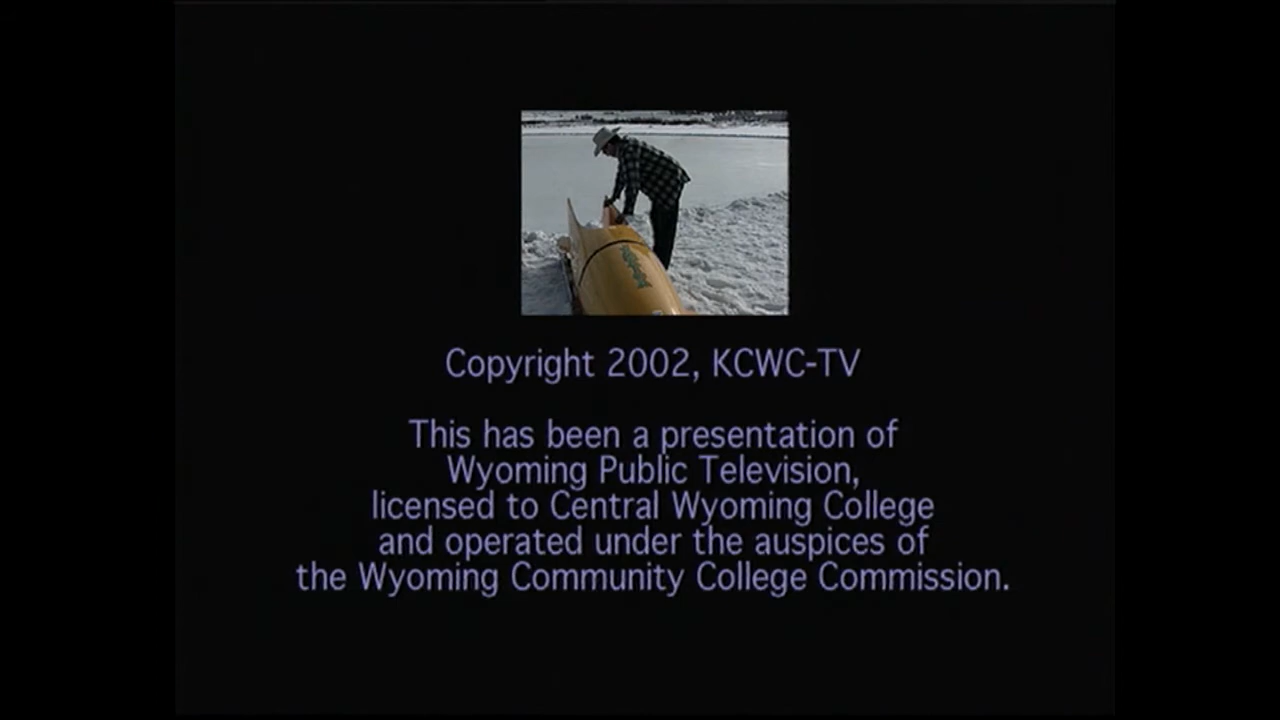 Copyright 2002, KCWC-TV
This has been a presentation of
Wyoming Public Television,
licensed to Central Wyoming College
and operated under the auspices of
the Wyoming Community College Commission.